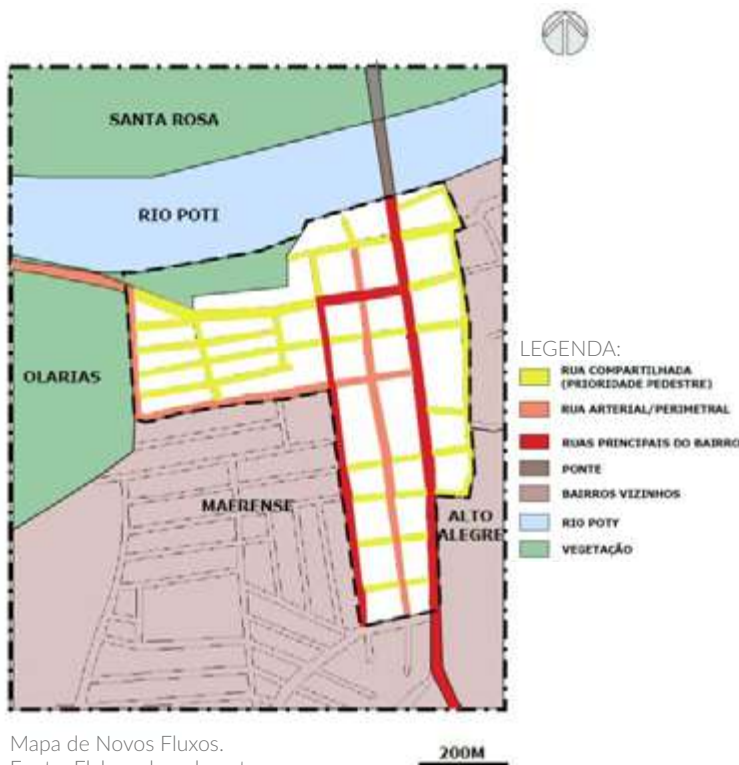 SANTA ROSA
RIO POTI
OLARIAS
MAERENSE
ALTO
ALEGRE
LEGENDA:
RUA COMPARTILHADA
(PRIORIDADE PEDESTRE)
RUA ARTERIAL/PERIMETRAL
RUAS PRINCIPAIS DO BAIRRO
PONTE
BAIRROS VIZINHOS
RIO POTY
VEGETAÇÃO
Mapa de Novos Fluxos.
200M